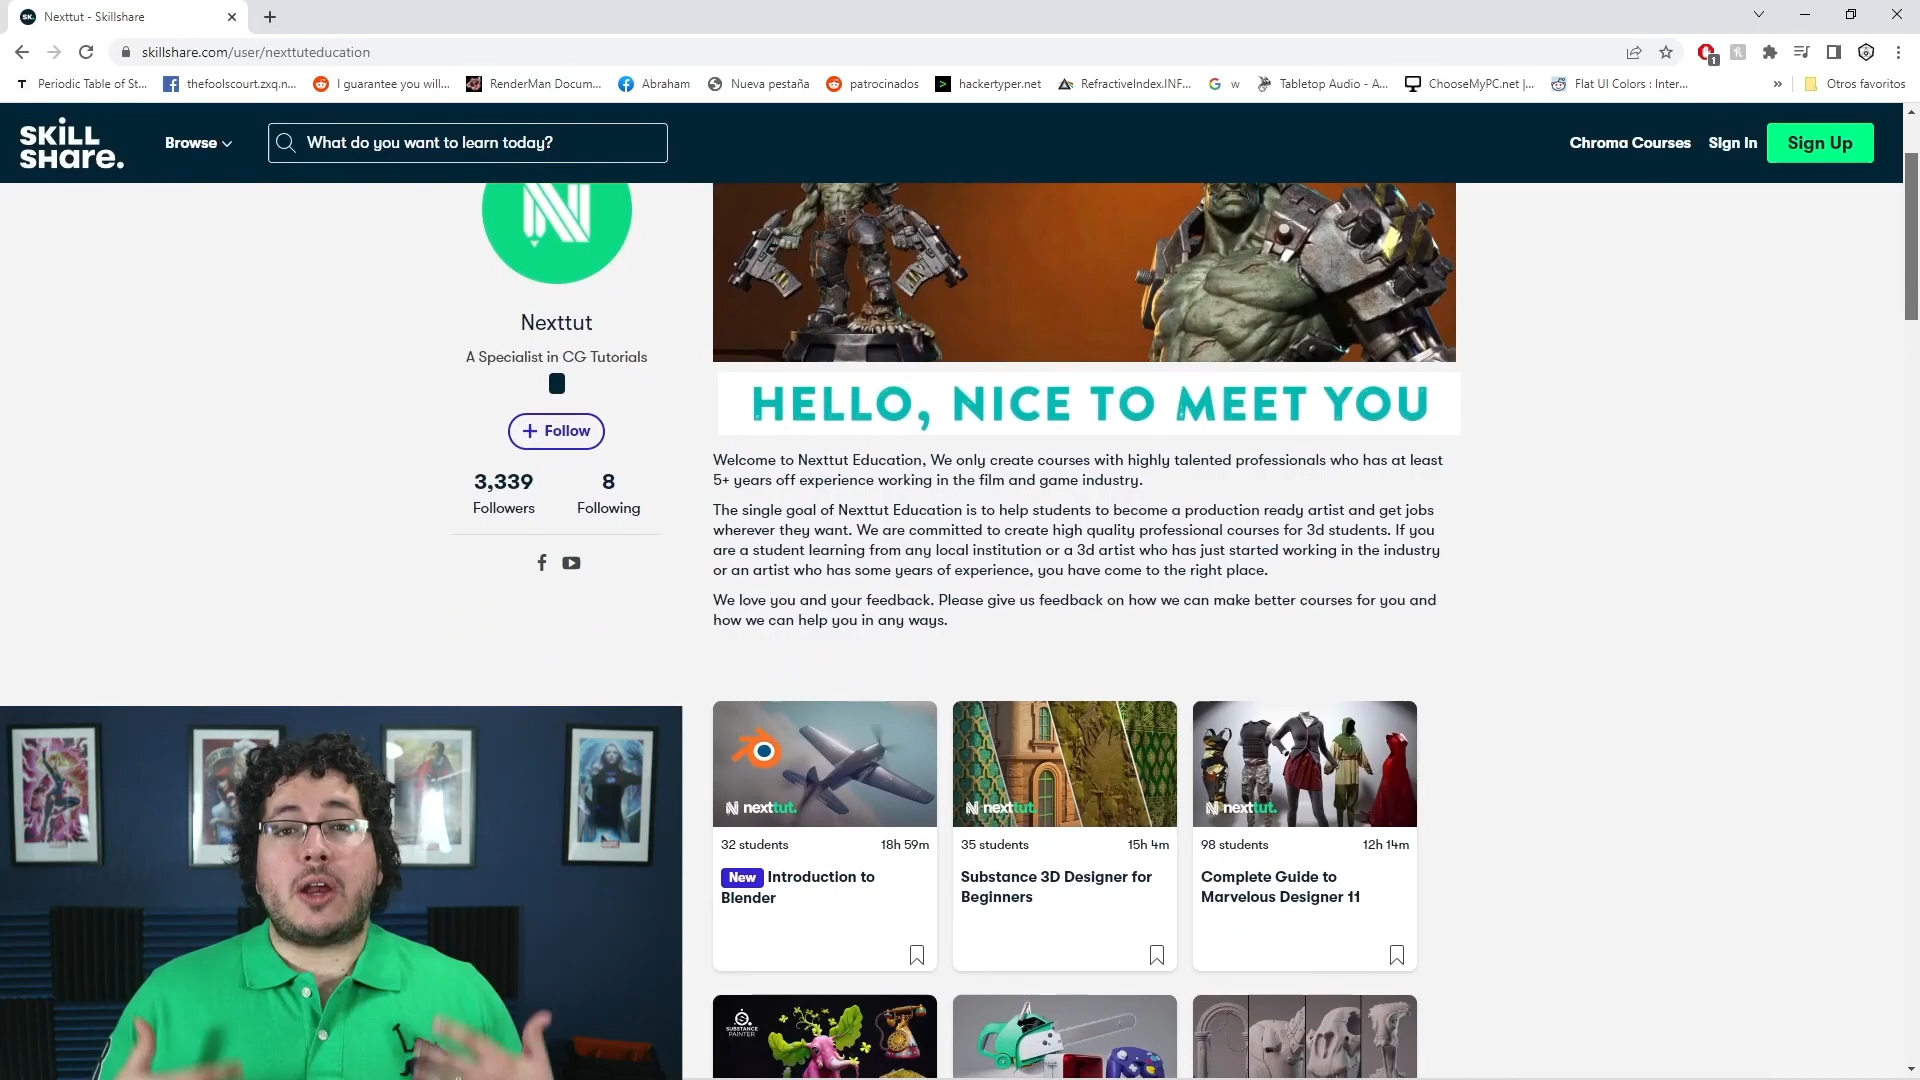 Nexttut - Skillshare
skillshare.com/user/nexttuteducation
1
Periodic Table of St...
thefoolscourt.zxq.n...
I guarantee you will...
RenderMan Docum...
Abraham
Nueva pestaña
patrocinados
hackertyper.net
RefractiveIndex.INF...
w
Tabletop Audio - A...
ChooseMyPC.net |...
Flat UI Colors : Inter...
»
Otros favoritos
SKILL
SHare.
Browse
What do you want to learn today?
Chroma Courses
Sign In
Sign Up
Nexttut
A Specialist in CG Tutorials
+ Follow
3,339
Followers
8
Following
HELLO, NICE TO MEET YOU
Welcome to Nexttut Education, We only create courses with highly talented professionals who has at least
5+ years off experience working in the film and game industry.
The single goal of Nexttut Education is to help students to become a production ready artist and get jobs
wherever they want. We are committed to create high quality professional courses for 3d students. If you
are a student learning from any local institution or a 3d artist who has just started working in the industry
or an artist who has some years of experience, you have come to the right place.
We love you and your feedback. Please give us feedback on how we can make better courses for you and
how we can help you in any ways.
nexttut.
32 students
18h 59m
New Introduction to
Blender
nexttut.
35 students
15h 4m
Substance 3D Designer for
Beginners
nexttut.
98 students
12h 14m
Complete Guide to
Marvelous Designer 11
SUBSTANCE
PAINTER